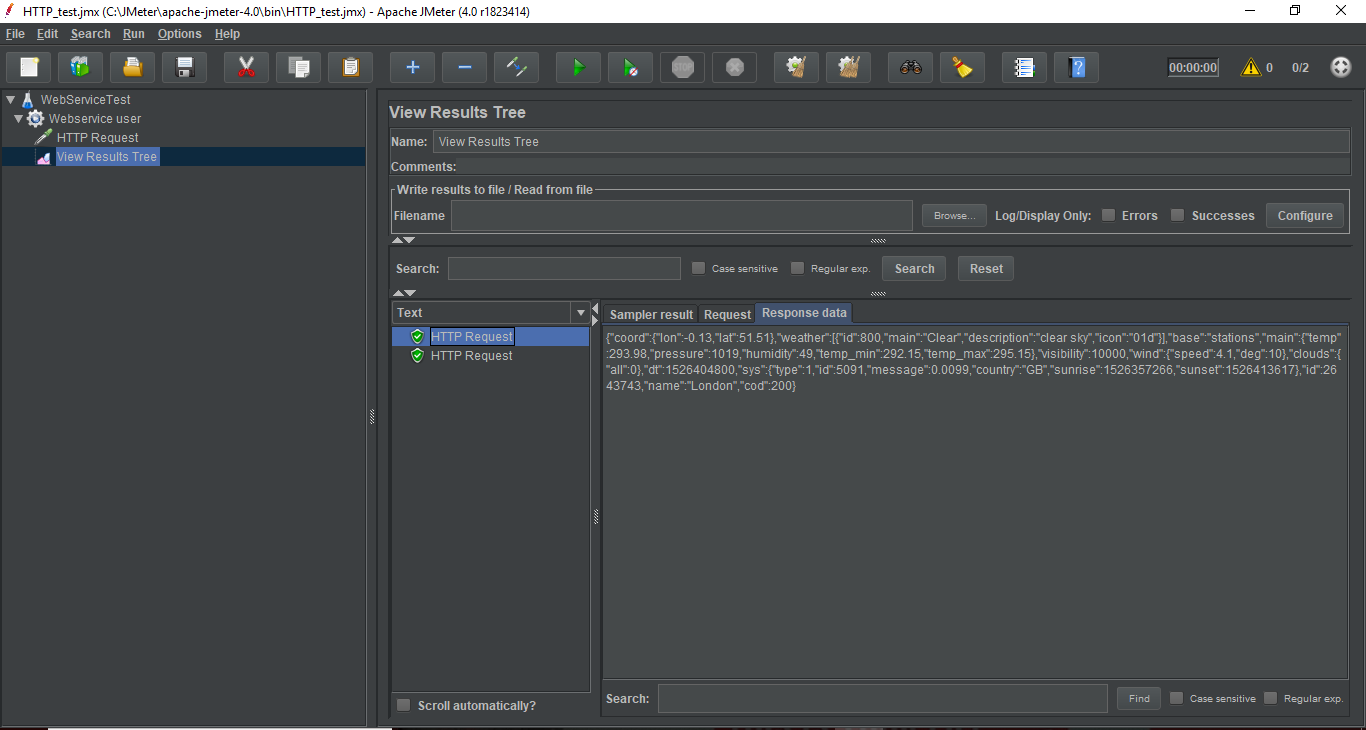 HTTP_test.jmx (C:\JMeter\apache-jmeter-4.0\bin\HTTP_test.jmx) - Apache JMeter (4.0 r1823414)
File Edit Search Run Options Help
STOP
00:00:00 0 0/2
WebServiceTest
Webservice user
HTTP Request
View Results Tree
View Results Tree
Name: View Results Tree
Comments:
Write results to file / Read from file
Filename Browse... Log/Display Only: Errors Successes Configure
Search: Case sensitive Regular exp. Search Reset
Text
HTTP Request
HTTP Request
Scroll automatically?
Sampler result Request Response data
{"coord":{"lon":-0.13,"lat":51.51},"weather":[{"id":800,"main":"Clear","description":"clear sky","icon":"01d"}],"base":"stations","main":{"temp"
:293.98,"pressure":1019,"humidity":49,"temp_min":292.15,"temp_max":295.15},"visibility":10000,"wind":{"speed":4.1,"deg":10},"clouds":{
"all":0},"dt":1526404800,"sys":{"type":1,"id":5091,"message":0.0099,"country":"GB","sunrise":1526357266,"sunset":1526413617},"id":26
43743,"name":"London","cod":200}
Search: Find Case sensitive Regular exp.